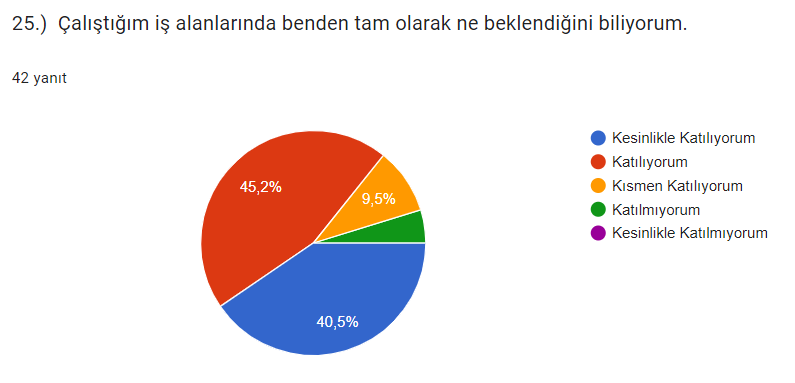 25.) Çalıştığım iş alanlarında benden tam olarak ne beklendiğini biliyorum.
42 yanıt
Kesinlikle Katılıyorum
Katılıyorum
Kısmen Katılıyorum
Katılmıyorum
Kesinlikle Katılmıyorum
45,2%
9,5%
40,5%